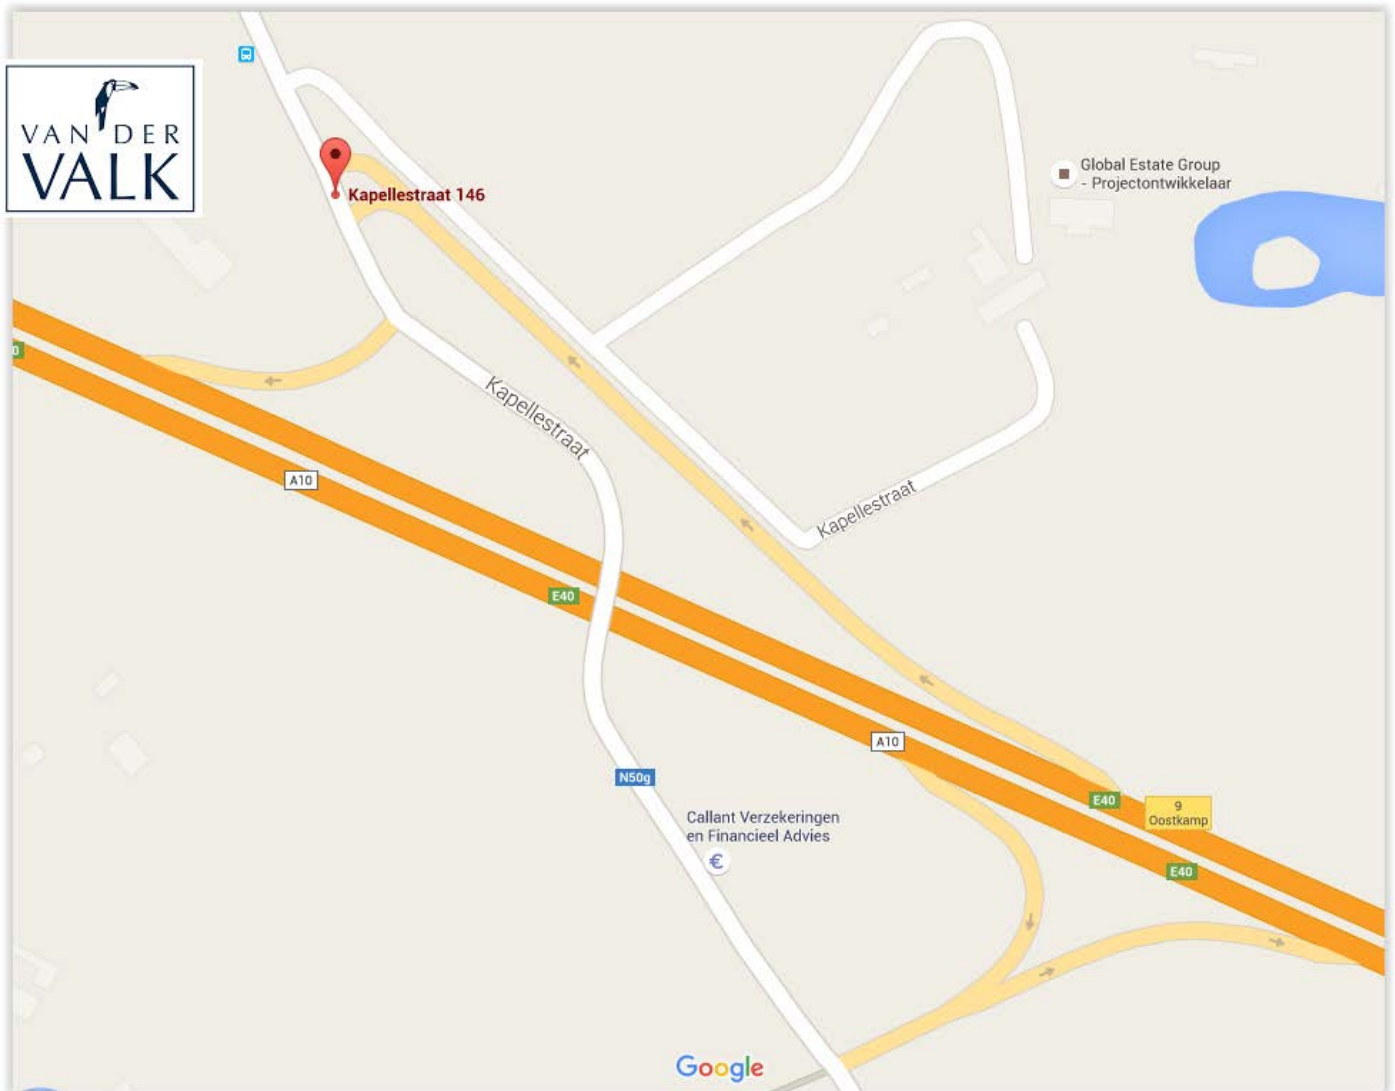 VAN DER
VALK
Kapellestraat 146
Global Estate Group
- Projectontwikkelaar
0
Kapellestraat
A10
Kapellestraat
E40
A10
N50g
E40
9
Oostkamp
Callant Verzekeringen
en Financieel Advies
€
E40
Google